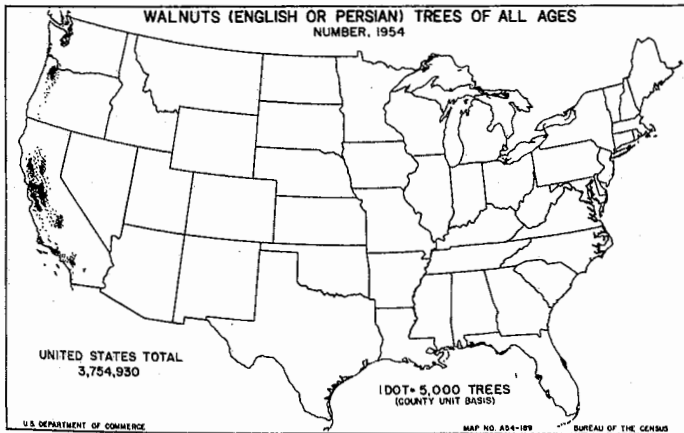 WALNUTS (ENGLISH OR PERSIAN) TREES OF ALL AGES
NUMBER, 1954
UNITED STATES TOTAL
3,754,930
1 DOT=5,000 TREES
(COUNTY UNIT BASIS)
U.S. DEPARTMENT OF COMMERCE
MAP NO. A54-189
BUREAU OF THE CENSUS